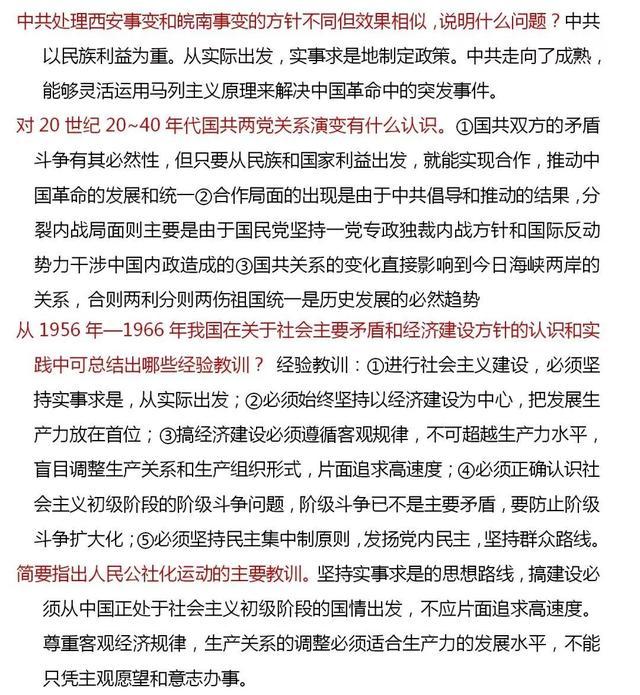 中共处理西安事变和皖南事变的方针不同但效果相似，说明什么问题？中共
以民族利益为重。从实际出发，实事求是地制定政策。中共走向了成熟，
能够灵活运用马列主义原理来解决中国革命中的突发事件。
对20世纪20~40年代国共两党关系演变有什么认识。①国共双方的矛盾
斗争有其必然性，但只要从民族和国家利益出发，就能实现合作，推动中
国革命的发展和统一②合作局面的出现是由于中共倡导和推动的结果，分
裂内战局面则主要是由于国民党坚持一党专政独裁内战方针和国际反动
势力干涉中国内政造成的③国共关系的变化直接影响到今日海峡两岸的
关系，合则两利分则两伤祖国统一是历史发展的必然趋势
从1956年—1966年我国在关于社会主要矛盾和经济建设方针的认识和实
践中可总结出哪些经验教训？ 经验教训：①进行社会主义建设，必须坚
持实事求是，从实际出发；②必须始终坚持以经济建设为中心，把发展生
产力放在首位；③搞经济建设必须遵循客观规律，不可超越生产力水平，
盲目调整生产关系和生产组织形式，片面追求高速度；④必须正确认识社
会主义初级阶段的阶级斗争问题，阶级斗争已不是主要矛盾，要防止阶级
斗争扩大化；⑤必须坚持民主集中制原则，发扬党内民主，坚持群众路线。
简要指出人民公社化运动的主要教训。坚持实事求是的思想路线，搞建设必
须从中国正处于社会主义初级阶段的国情出发，不应片面追求高速度。
尊重客观经济规律，生产关系的调整必须适合生产力的发展水平，不能
只凭主观愿望和意志办事。